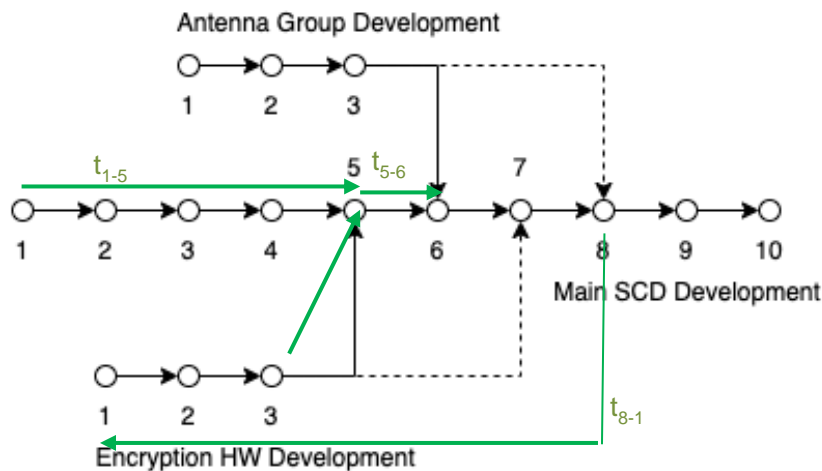 Antenna Group Development
1 2 3
t1-5 5 t5-6 7
1 2 3 4 6 8 9 10
Main SCD Development
1 2 3
t8-1
Encryption HW Development